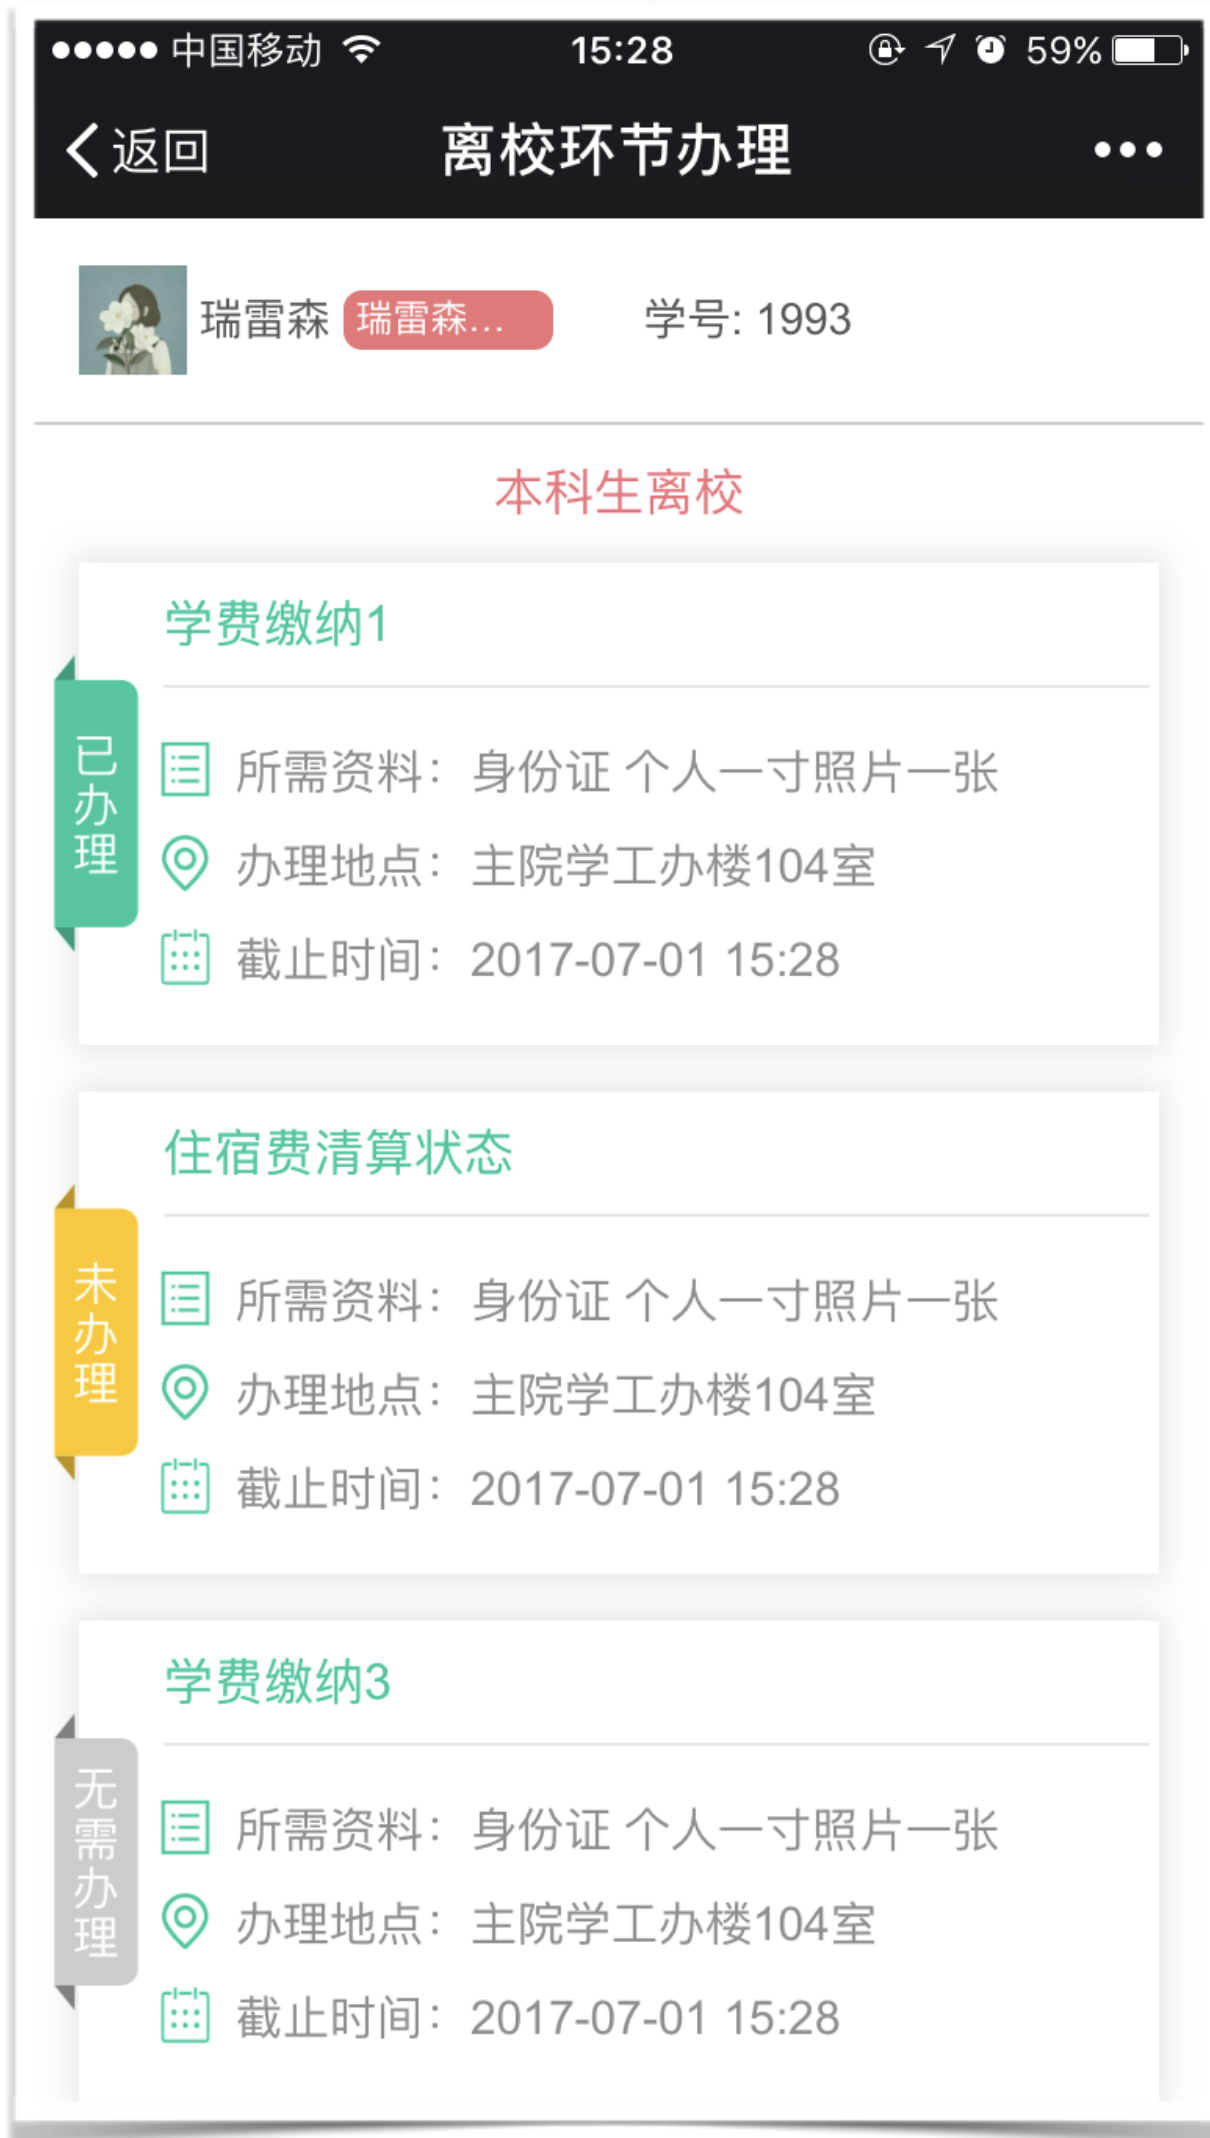 中国移动 15:28 59%
返回 离校环节办理
瑞雷森 瑞雷森... 学号: 1993
本科生离校
学费缴纳1
已办理
所需资料：身份证 个人一寸照片一张
办理地点：主院学工办楼104室
截止时间：2017-07-01 15:28
住宿费清算状态
未办理
所需资料：身份证 个人一寸照片一张
办理地点：主院学工办楼104室
截止时间：2017-07-01 15:28
学费缴纳3
无需办理
所需资料：身份证 个人一寸照片一张
办理地点：主院学工办楼104室
截止时间：2017-07-01 15:28